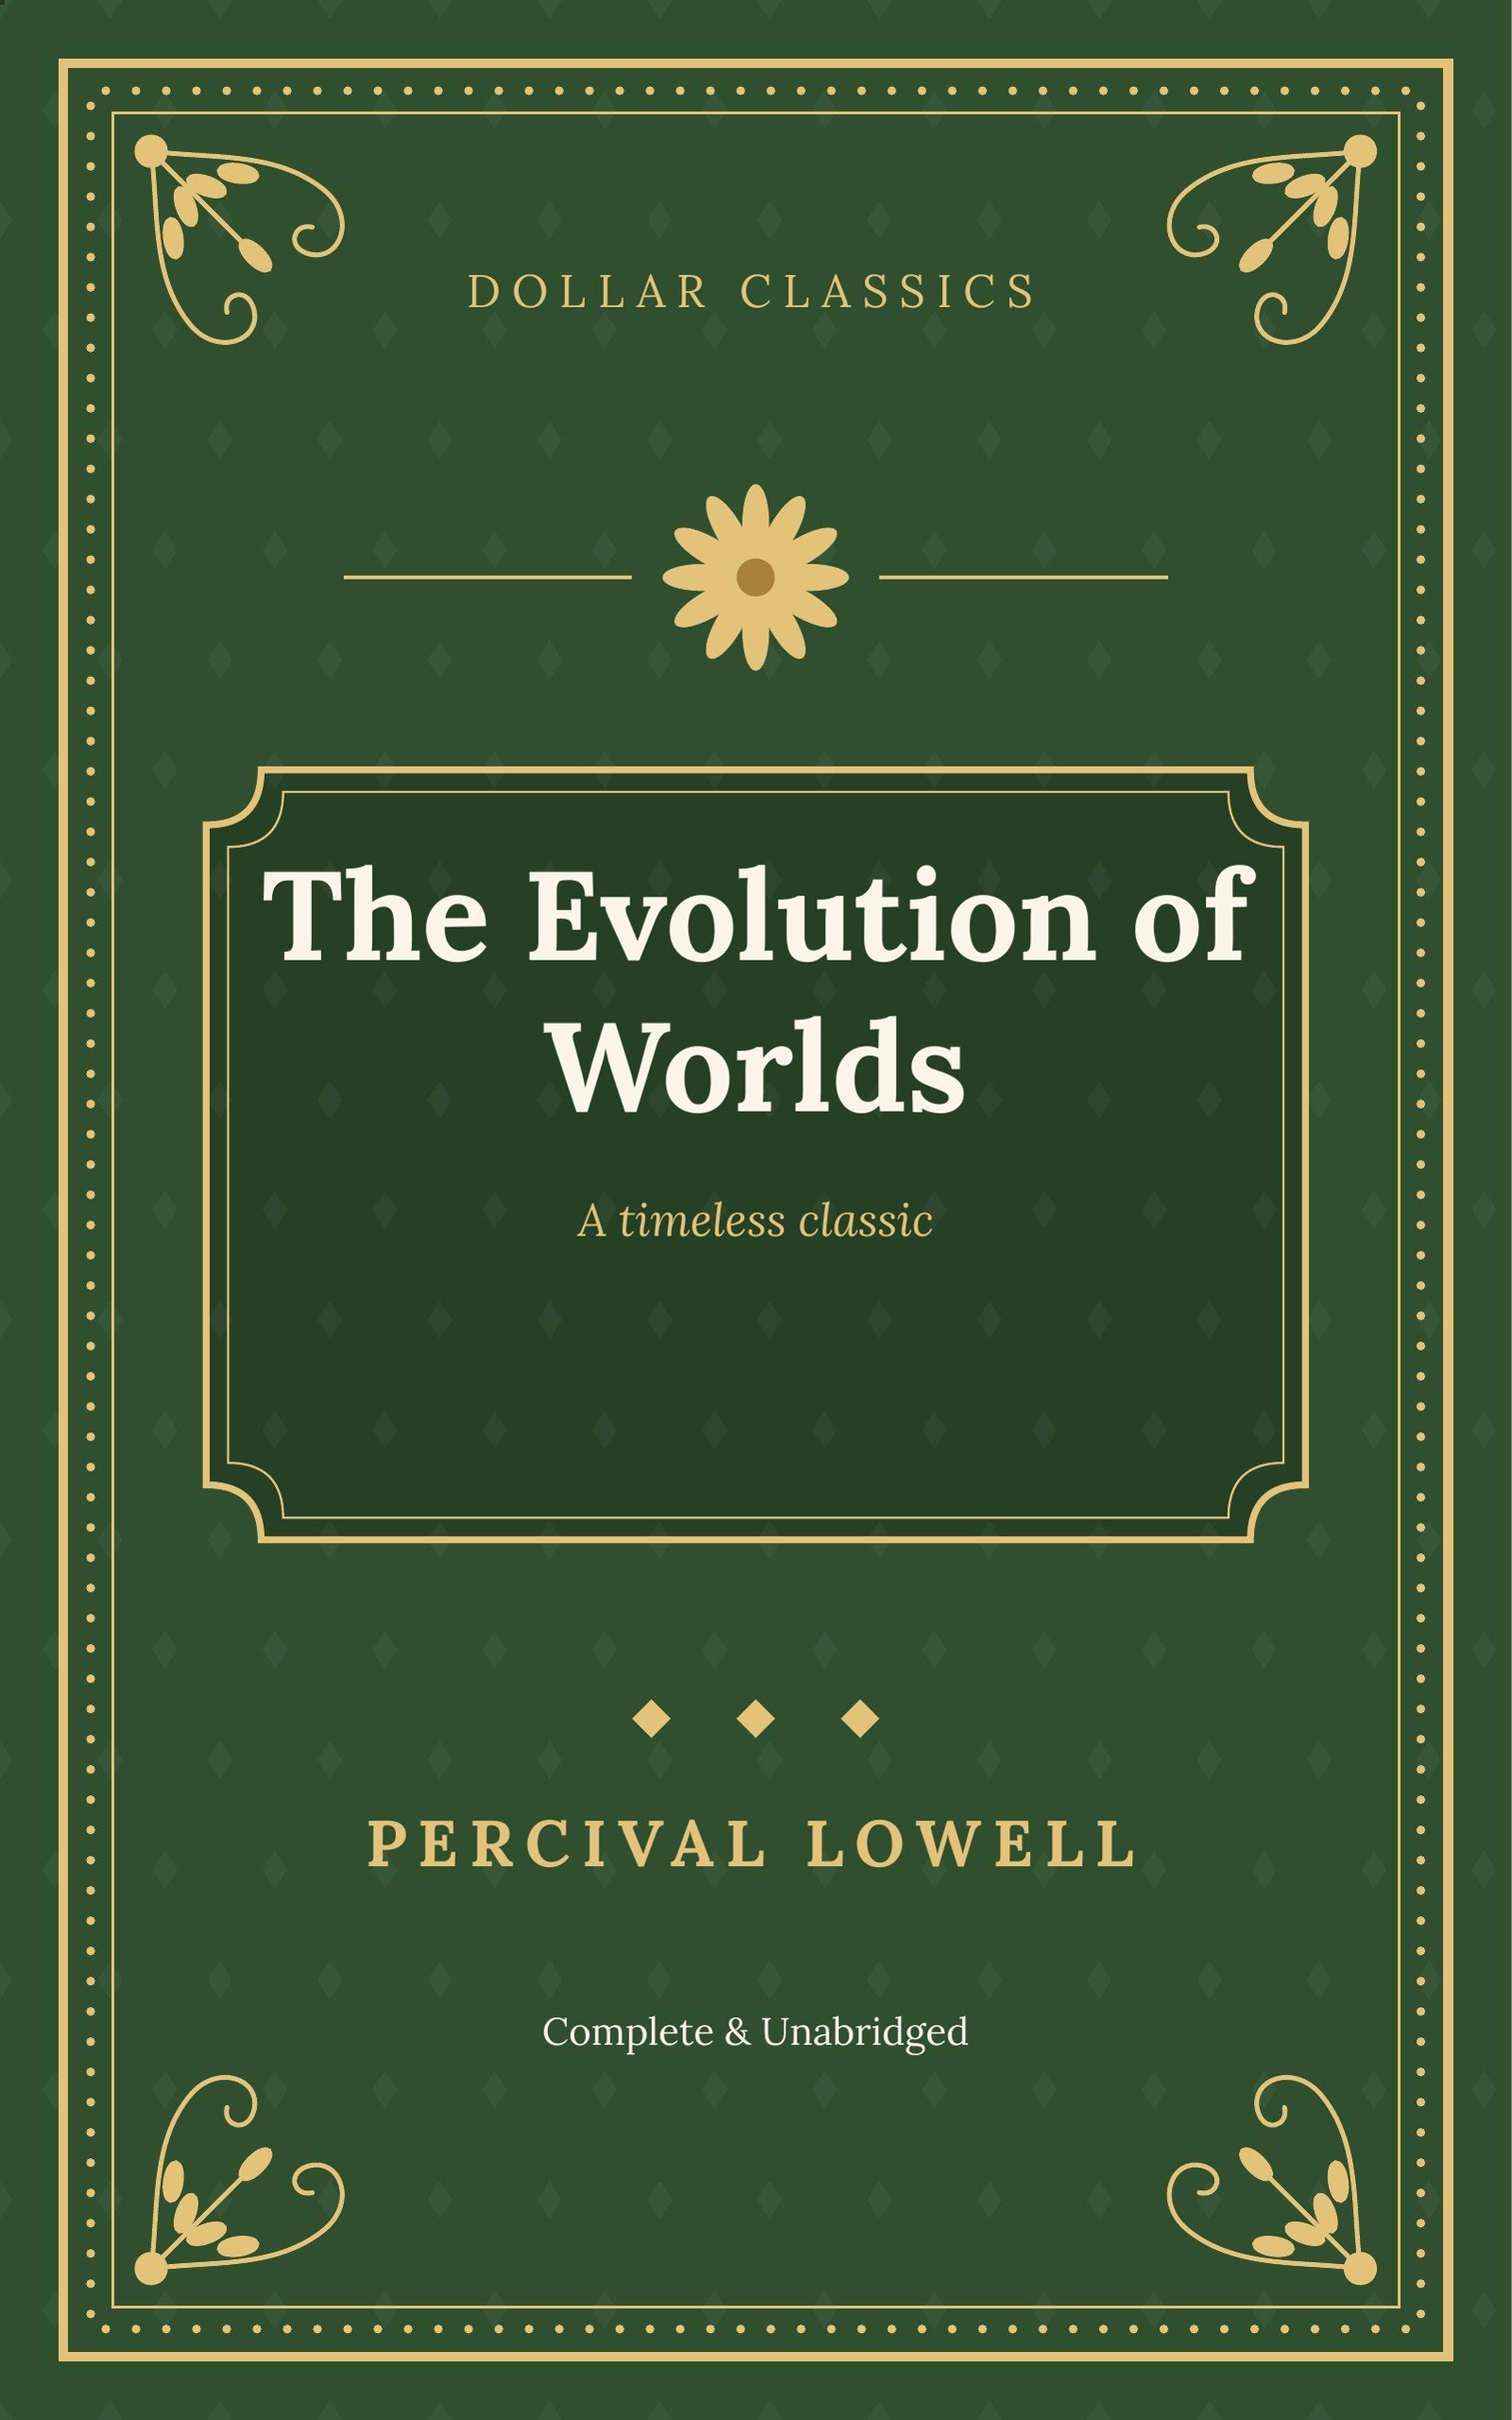 DOLLAR CLASSICS
The Evolution of
Worlds
A timeless classic
PERCIVAL LOWELL
Complete & Unabridged